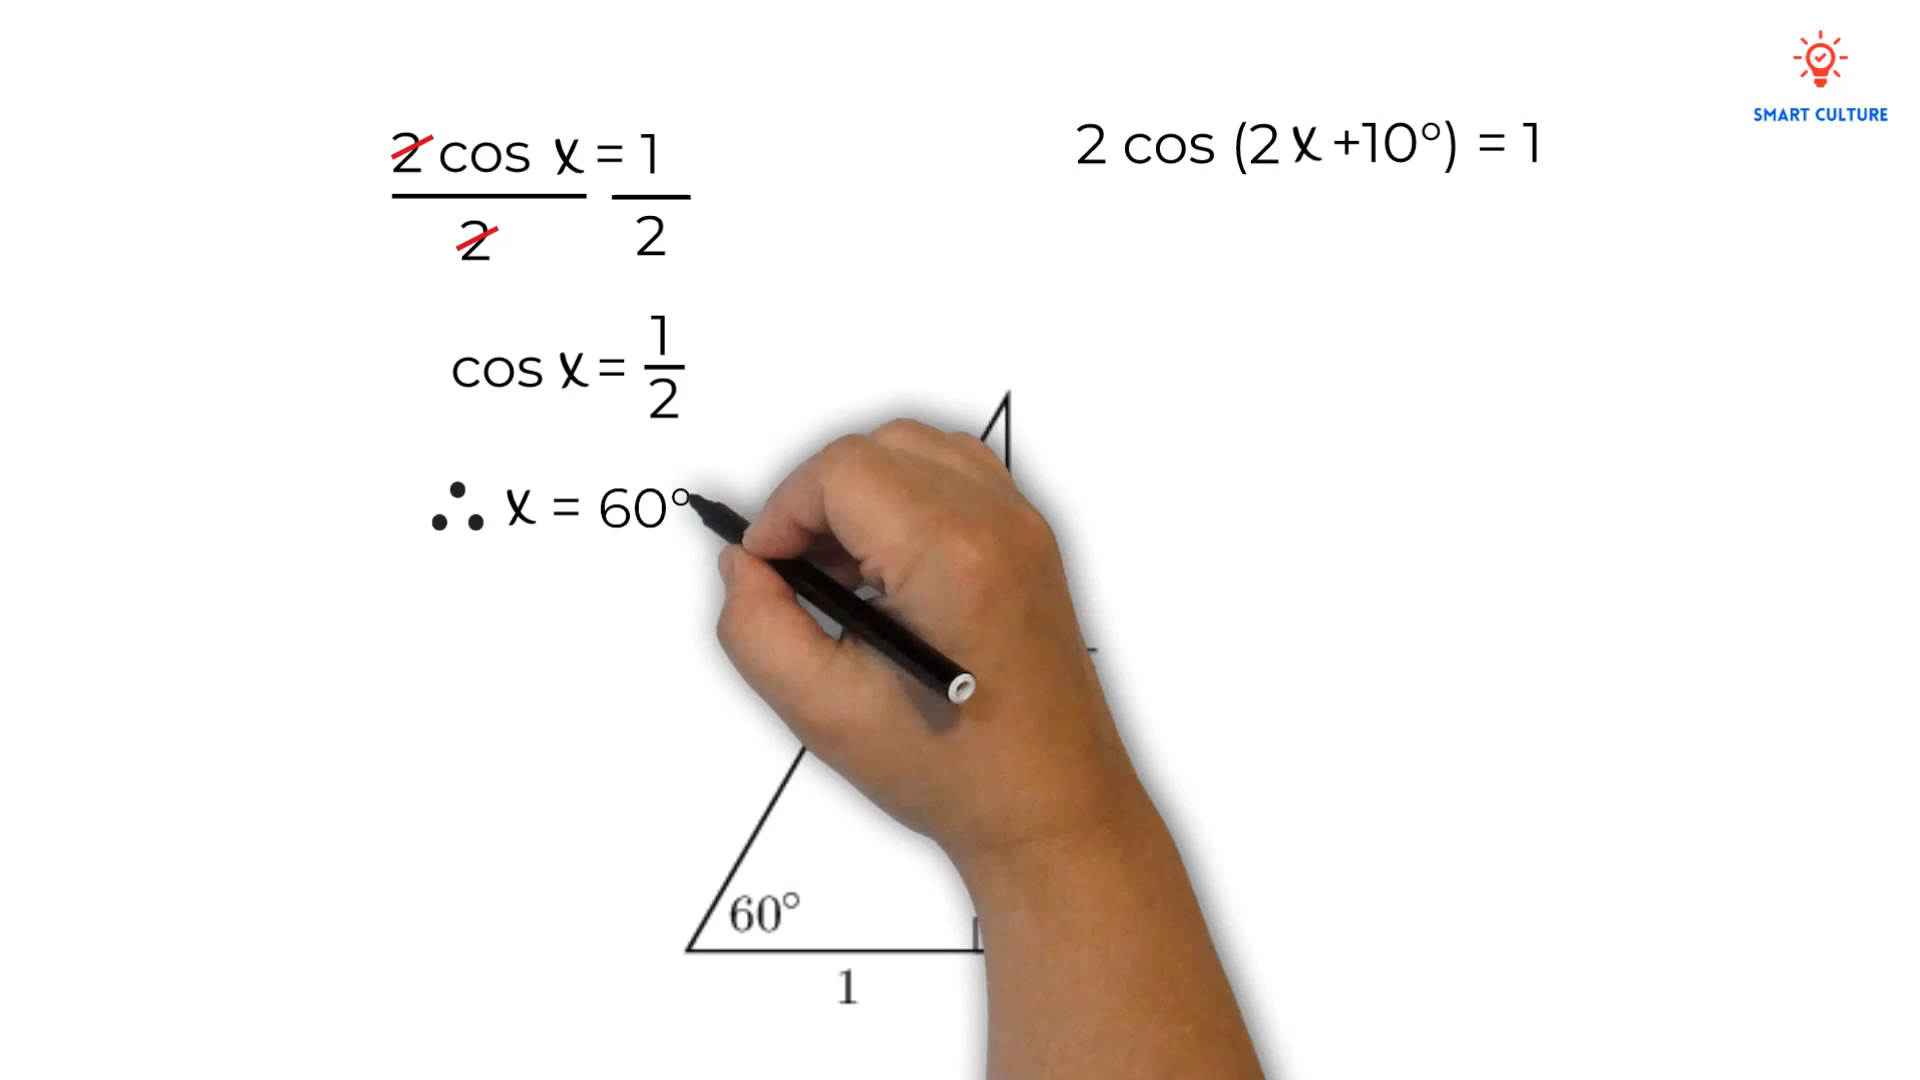 2 cos x = 1
2 2
cos x = 1/2
∴ x = 60°
2 cos (2x +10°) = 1
SMART CULTURE
60°
1